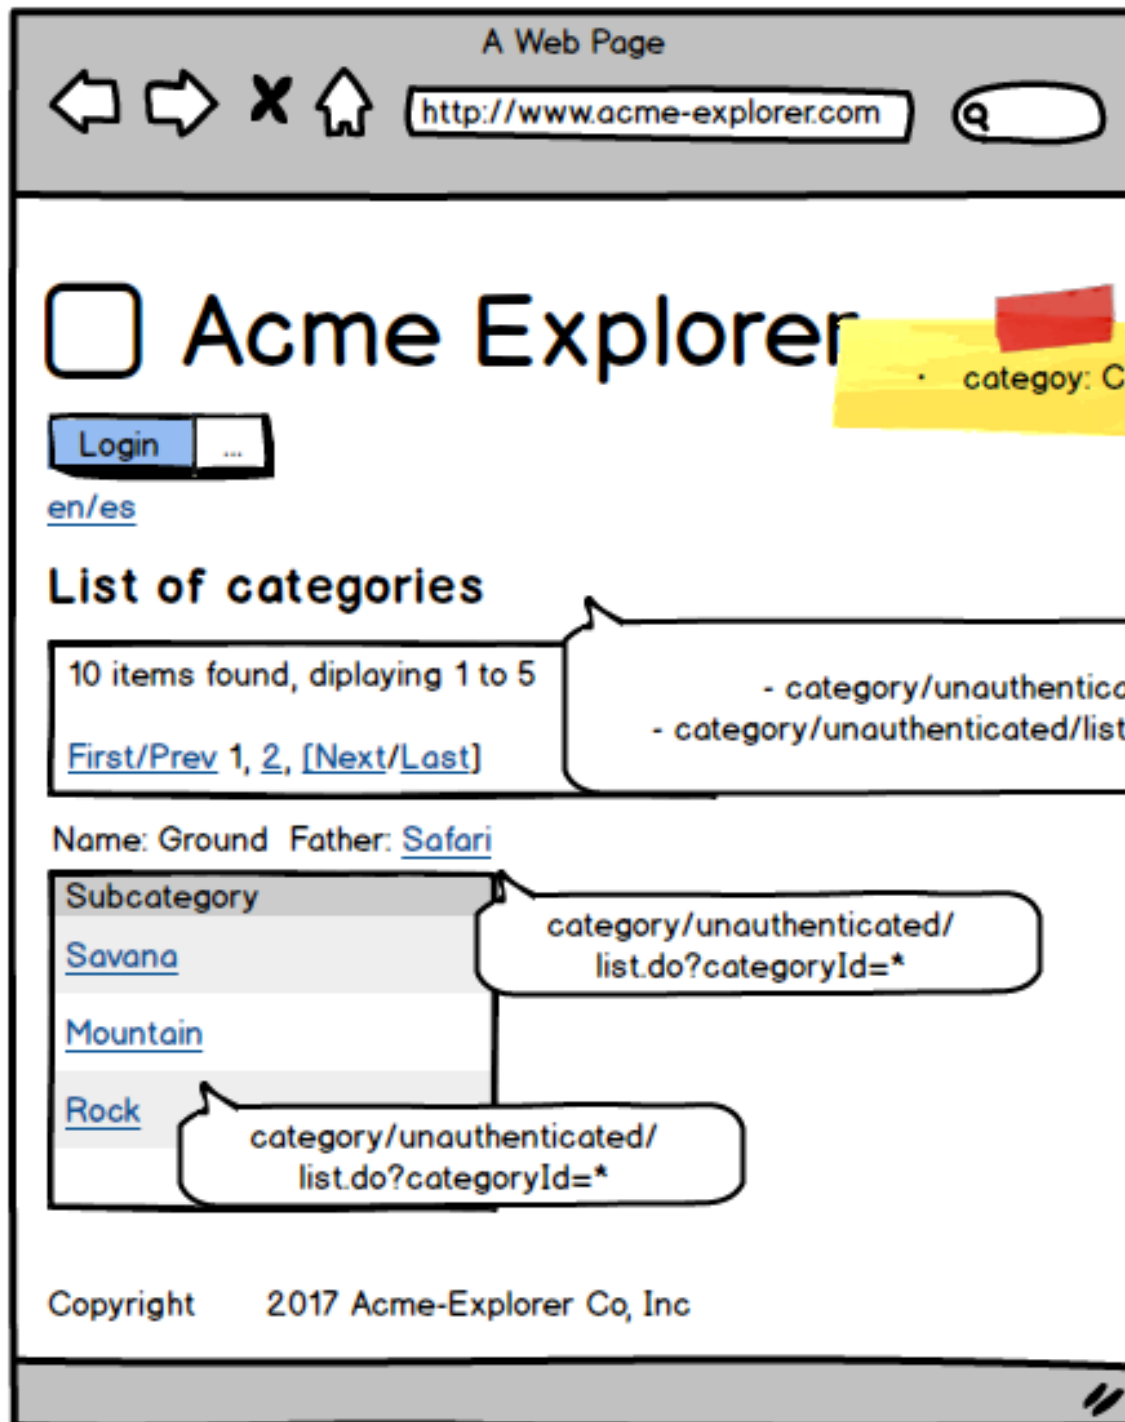 A Web Page
http://www.acme-explorer.com
Acme Explorer
• categoy: C
Login ...
en/es
List of categories
10 items found, diplaying 1 to 5
- category/unauthentica
- category/unauthenticated/list
First/Prev 1, 2, [Next/Last]
Name: Ground Father: Safari
Subcategory
category/unauthenticated/
list.do?categoryId=*
Savana
Mountain
Rock
category/unauthenticated/
list.do?categoryId=*
Copyright 2017 Acme-Explorer Co, Inc